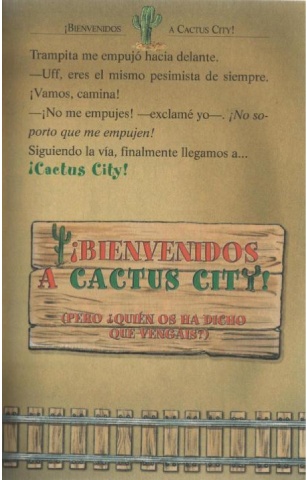 ¡BIENVENIDOS A CACTUS CITY!
Trampita me empujó hacia delante.
—Uff, eres el mismo pesimista de siempre.
¡Vamos, camina!
—¡No me empujes! —exclamé yo—. ¡No so-
porto que me empujen!
Siguiendo la vía, finalmente llegamos a...
¡Cactus City!
¡BIENVENIDOS
A CACTUS CITY!
(PERO ¿QUIÉN OS HA DICHO
QUE VENGÁIS?)